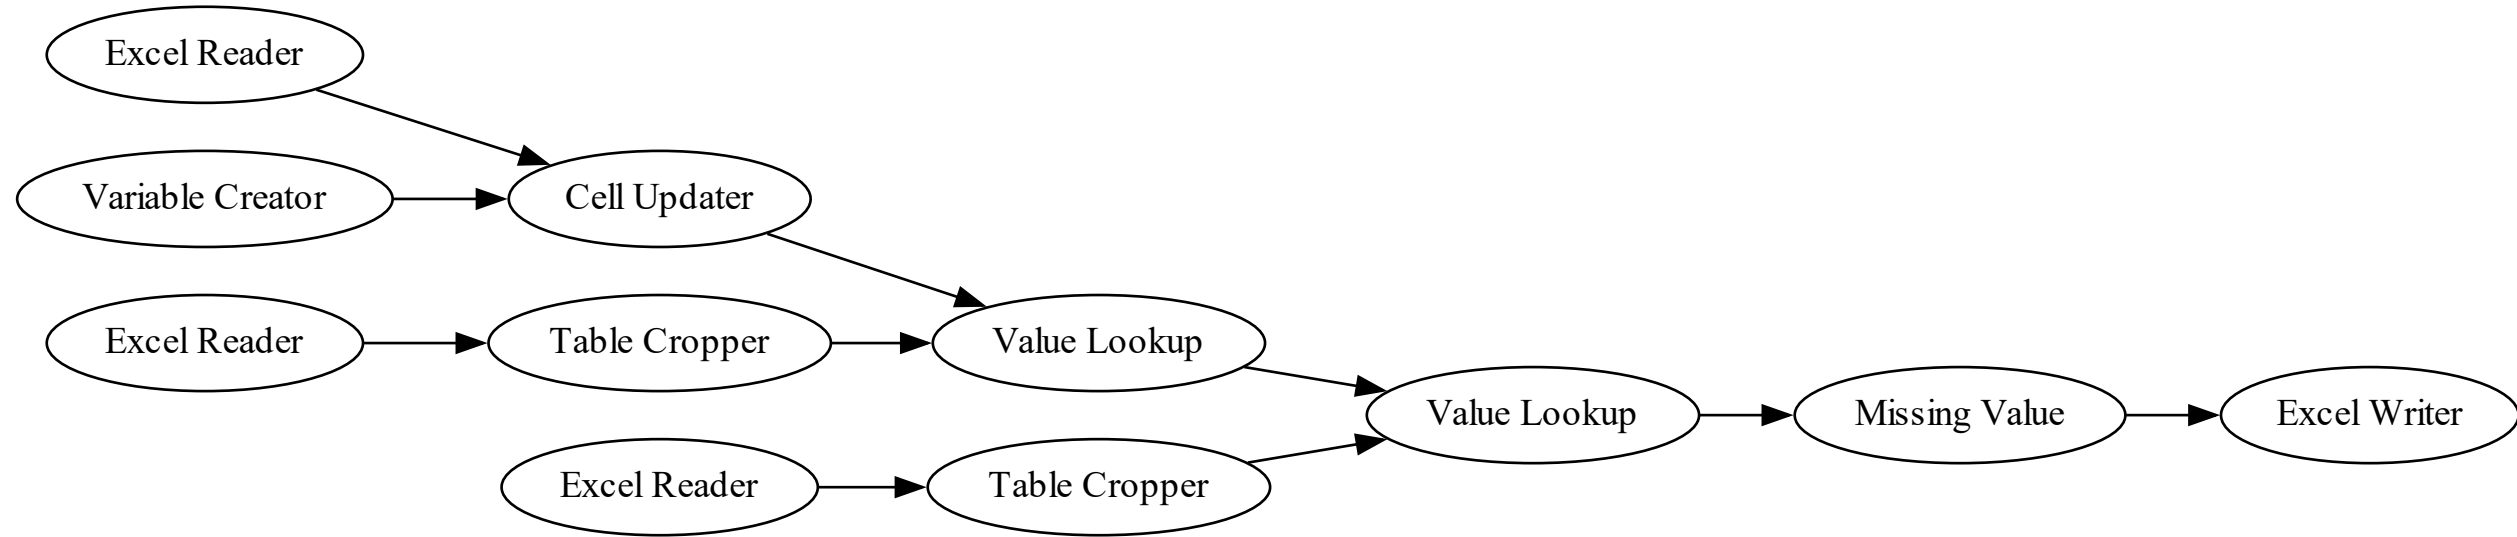 Excel Reader
Variable Creator
Cell Updater
Excel Reader
Table Cropper
Value Lookup
Value Lookup
Missing Value
Excel Writer
Excel Reader
Table Cropper